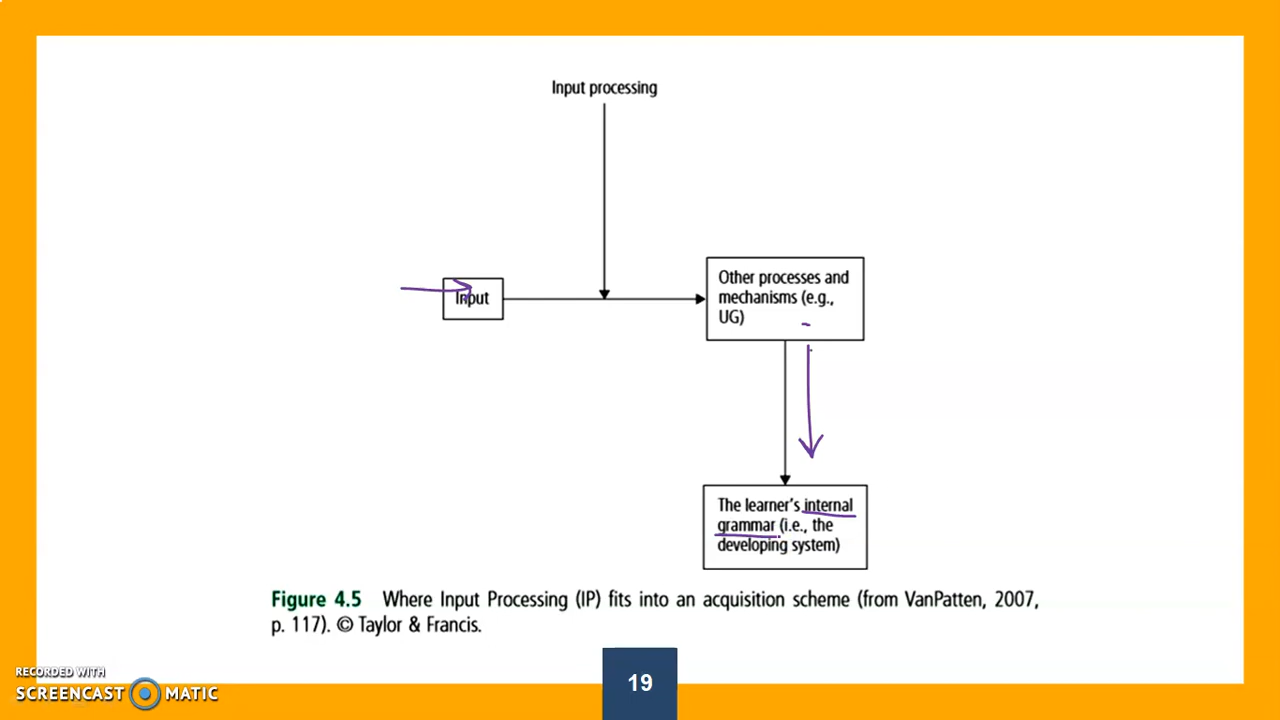 Input processing
Input
Other processes and
mechanisms (e.g.,
UG)
The learner's internal
grammar (i.e., the
developing system)
Figure 4.5 Where Input Processing (IP) fits into an acquisition scheme (from VanPatten, 2007,
p. 117). © Taylor & Francis.
RECORDED WITH
SCREENCAST MATIC
19